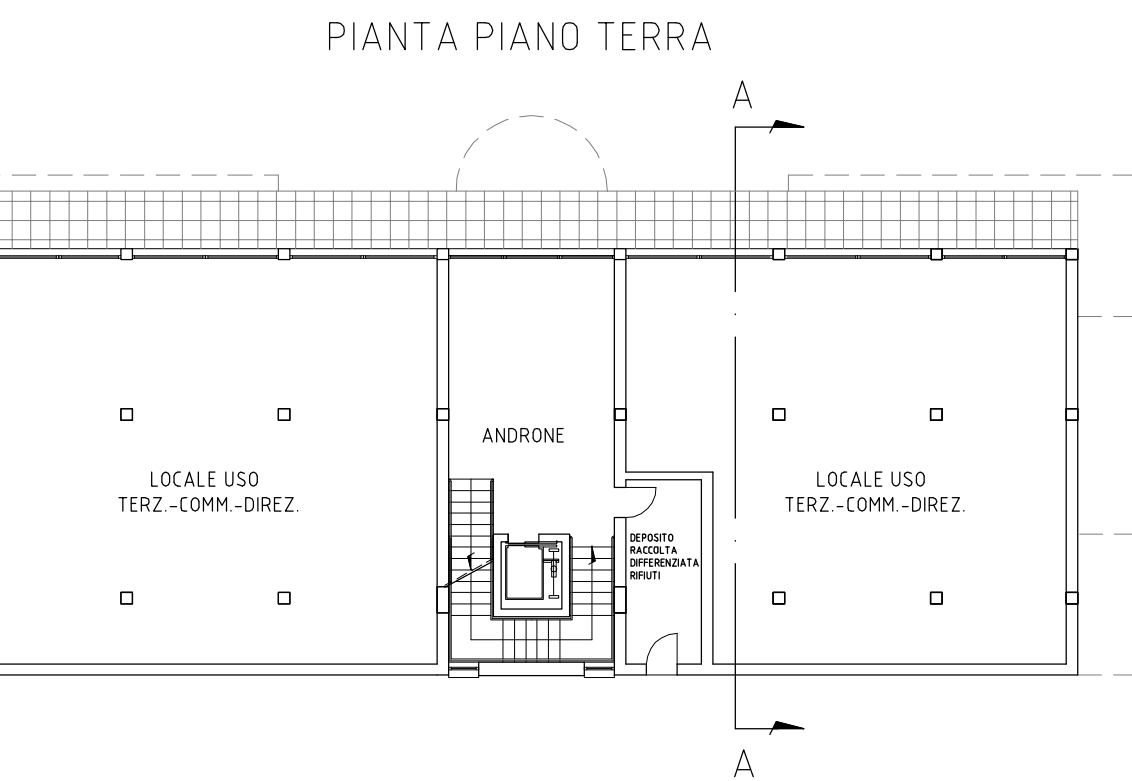 PIANTA PIANO TERRA
A
ANDRONE
LOCALE USO
TERZ.-COMM.-DIREZ.
LOCALE USO
TERZ.-COMM.-DIREZ.
DEPOSITO
RACCOLTA
DIFFERENZIATA
RIFIUTI
A